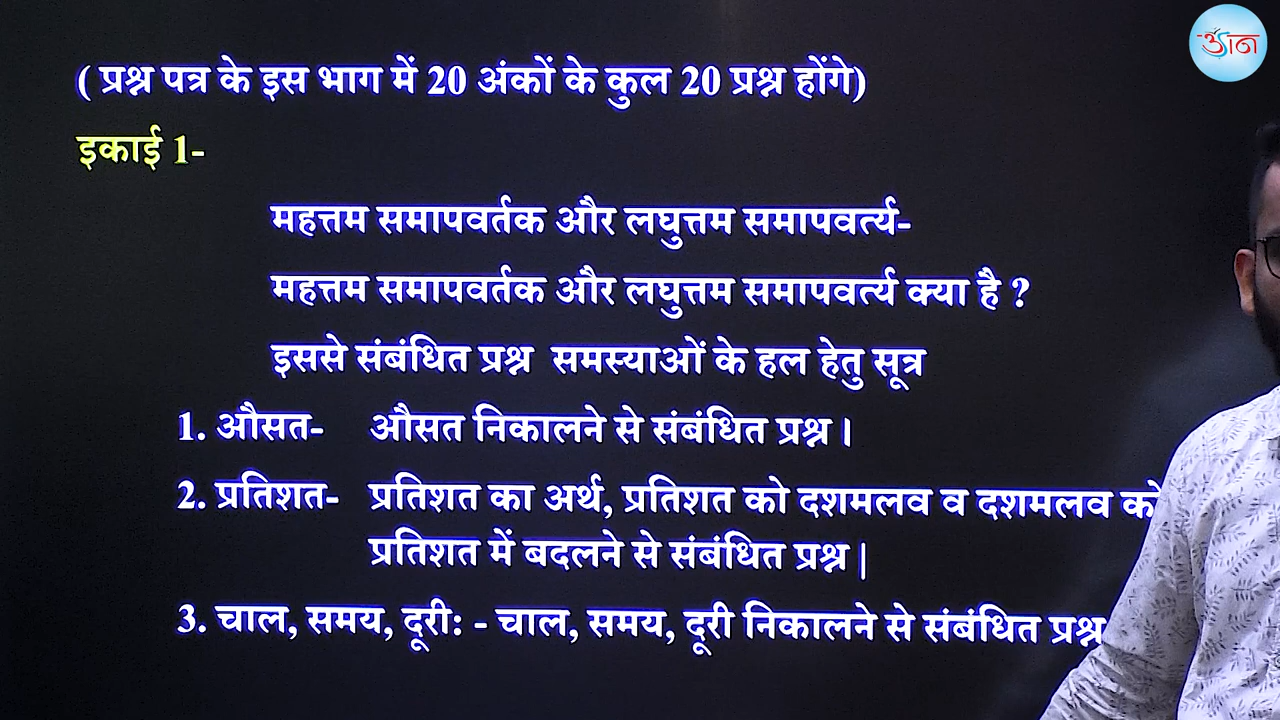 ( प्रश्न पत्र के इस भाग में 20 अंकों के कुल 20 प्रश्न होंगे)
इकाई 1-
महत्तम समापवर्तक और लघुत्तम समापवर्त्य-
महत्तम समापवर्तक और लघुत्तम समापवर्त्य क्या है ?
इससे संबंधित प्रश्न समस्याओं के हल हेतु सूत्र
1. औसत- औसत निकालने से संबंधित प्रश्न ।
2. प्रतिशत- प्रतिशत का अर्थ, प्रतिशत को दशमलव व दशमलव को
प्रतिशत में बदलने से संबंधित प्रश्न |
3. चाल, समय, दूरी: - चाल, समय, दूरी निकालने से संबंधित प्रश्न